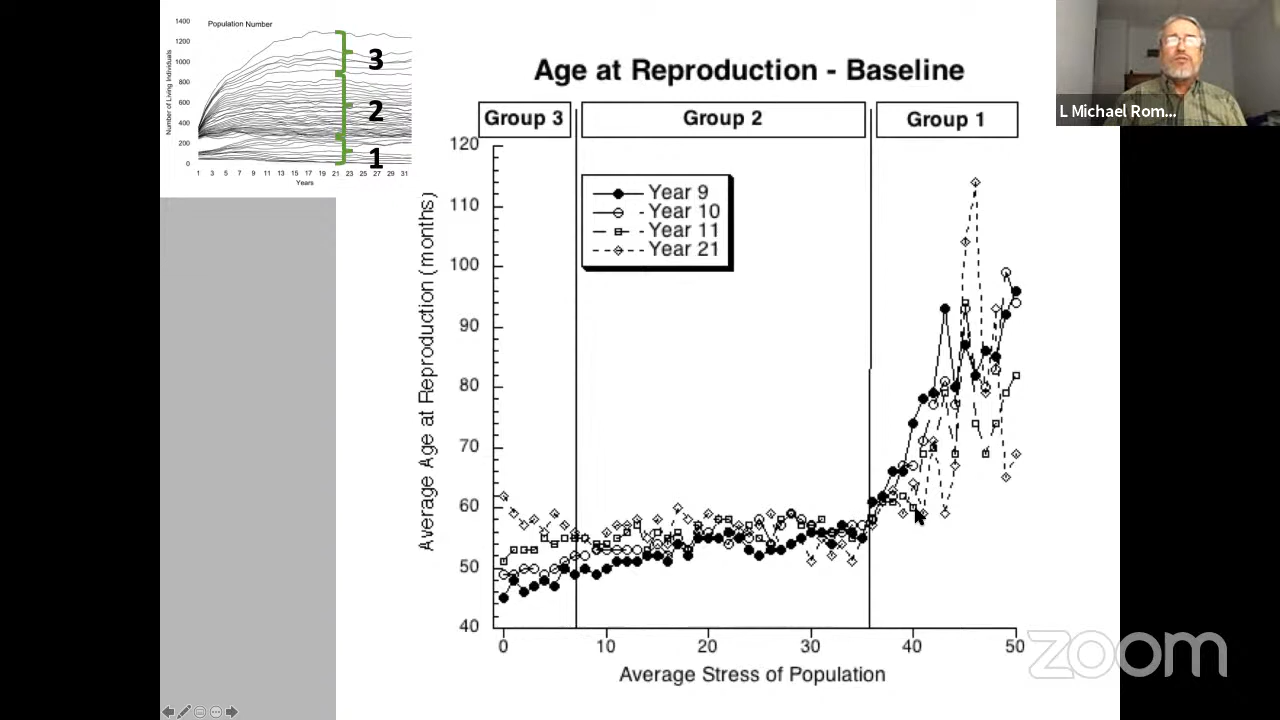 Population Number
1400
1200
1000
800
600
400
200
0
Number of Living Individuals
1 3 5 7 9 11 13 15 17 19 21 23 25 27 29 31
Years
3
2
1
Age at Reproduction - Baseline
Group 3 Group 2 Group 1
Year 9
Year 10
Year 11
Year 21
120
110
100
90
80
70
60
50
40
Average Age at Reproduction (months)
0 10 20 30 40 50
Average Stress of Population
L Michael Rom...
zoom